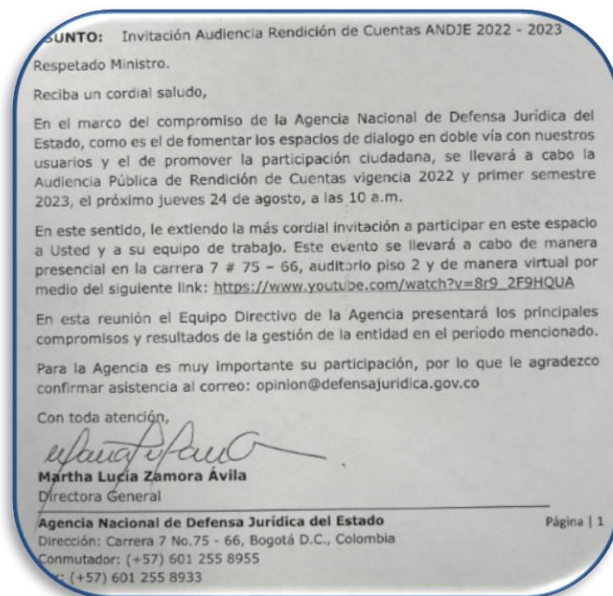 SUNTO: Invitación Audiencia Rendición de Cuentas ANDJE 2022 - 2023
Respetado Ministro.
Reciba un cordial saludo,
En el marco del compromiso de la Agencia Nacional de Defensa Jurídica del
Estado, como es el de fomentar los espacios de dialogo en doble vía con nuestros
usuarios y el de promover la participación ciudadana, se llevará a cabo la
Audiencia Pública de Rendición de Cuentas vigencia 2022 y primer semestre
2023, el próximo jueves 24 de agosto, a las 10 a.m.
En este sentido, le extiendo la más cordial invitación a participar en este espacio
a Usted y a su equipo de trabajo. Este evento se llevará a cabo de manera
presencial en la carrera 7 # 75 – 66, auditorio piso 2 y de manera virtual por
medio del siguiente link: https://www.youtube.com/watch?v=8r9_2F9HQUA
En esta reunión el Equipo Directivo de la Agencia presentará los principales
compromisos y resultados de la gestión de la entidad en el período mencionado.
Para la Agencia es muy importante su participación, por lo que le agradezco
confirmar asistencia al correo: opinion@defensajuridica.gov.co
Con toda atención,
Martha Lucía Zamora Ávila
Directora General
Agencia Nacional de Defensa Jurídica del Estado Página | 1
Dirección: Carrera 7 No.75 - 66, Bogotá D.C., Colombia
Conmutador: (+57) 601 255 8955
(+57) 601 255 8933